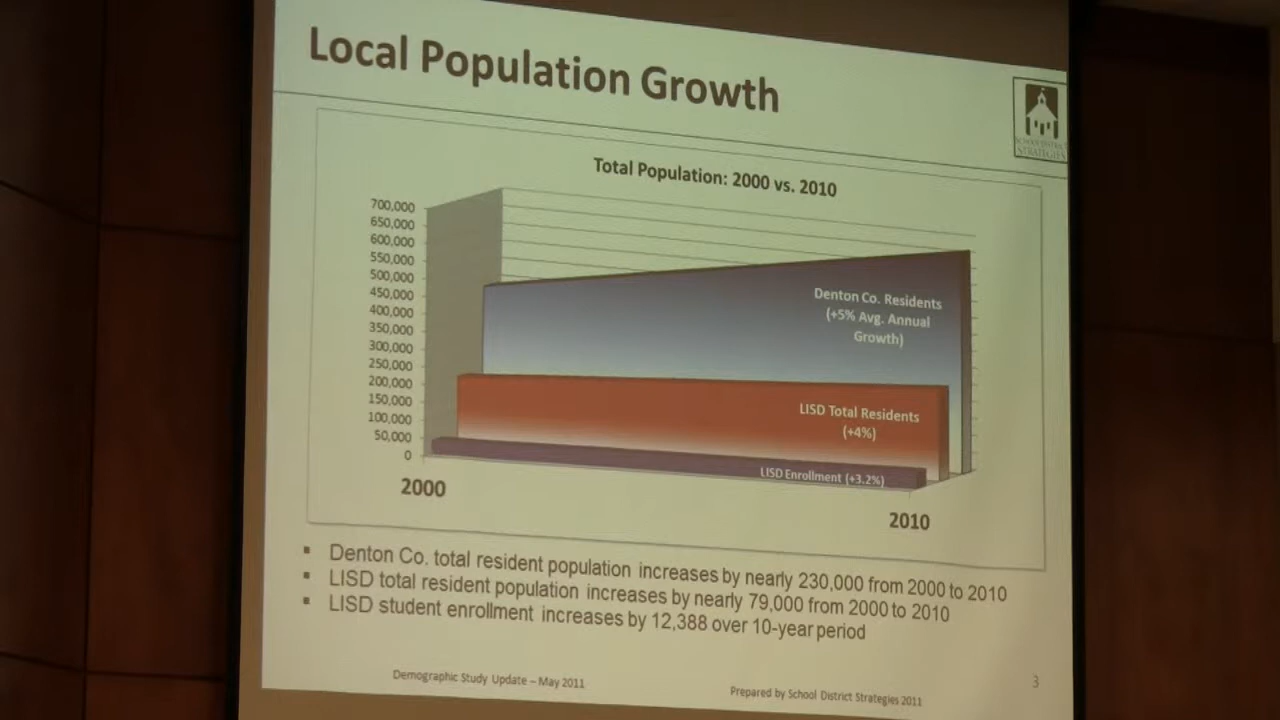 Local Population Growth
SCHOOL DISTRICT
STRATEGIES
Total Population: 2000 vs. 2010
700,000
650,000
600,000
550,000
500,000
450,000
400,000
350,000
300,000
250,000
200,000
150,000
100,000
50,000
0
Denton Co. Residents
(+5% Avg. Annual
Growth)
LISD Total Residents
(+4%)
LISD Enrollment (+3.2%)
2000
2010
▪ Denton Co. total resident population increases by nearly 230,000 from 2000 to 2010
▪ LISD total resident population increases by nearly 79,000 from 2000 to 2010
▪ LISD student enrollment increases by 12,388 over 10-year period
Demographic Study Update – May 2011
Prepared by School District Strategies 2011
3